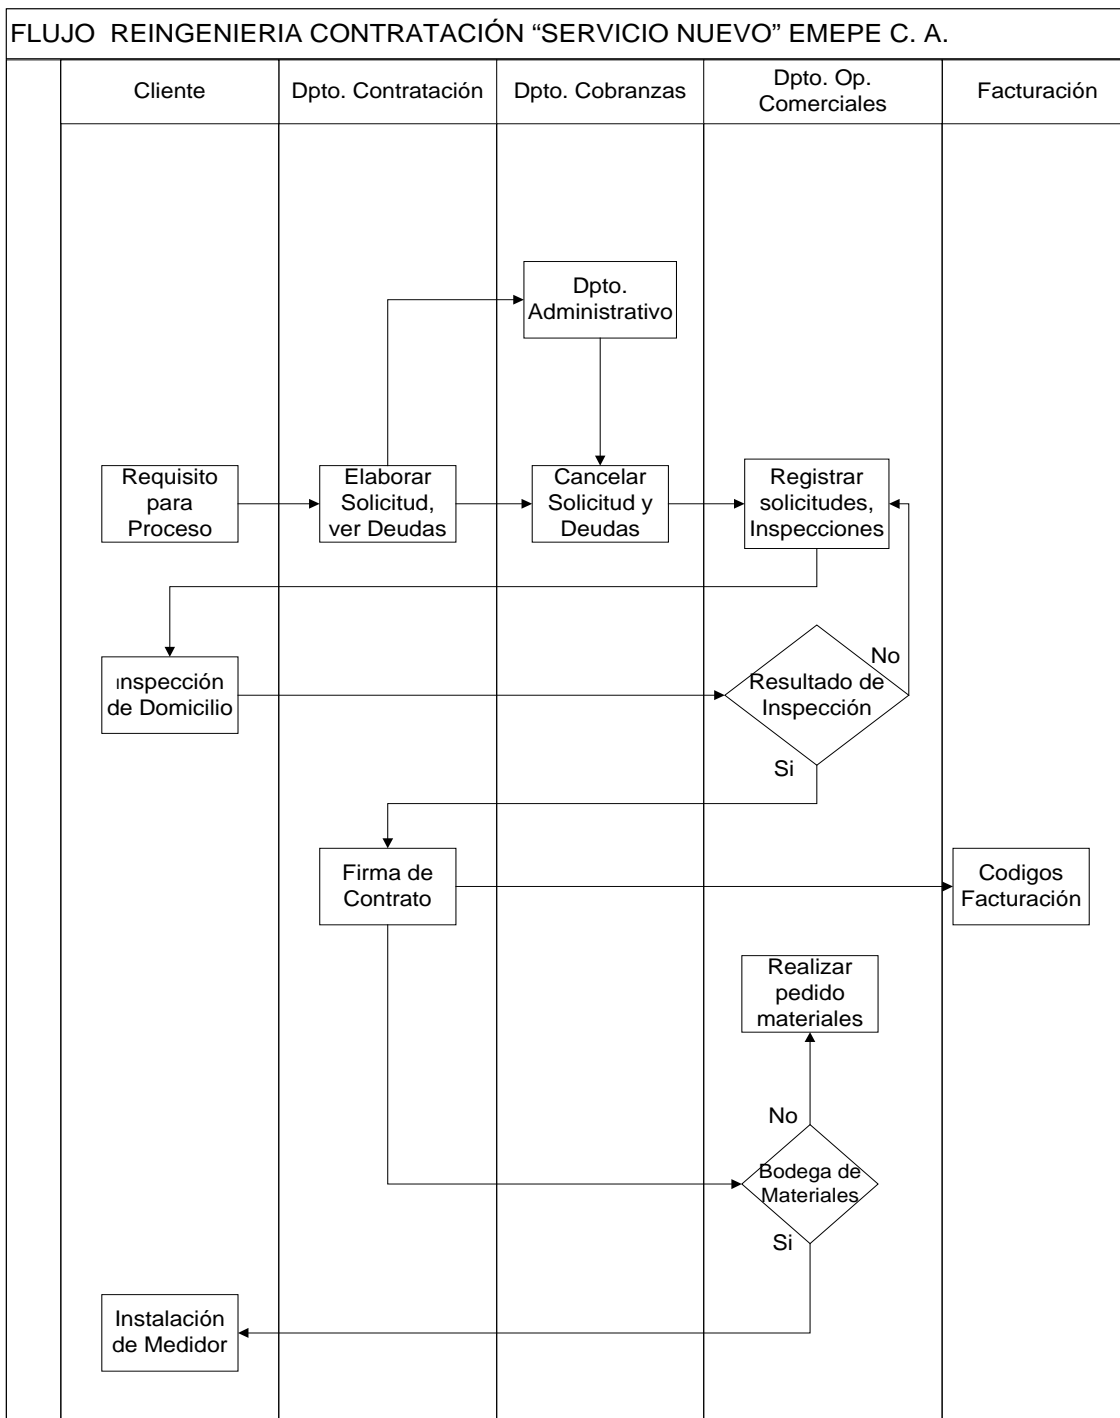 FLUJO REINGENIERIA CONTRATACIÓN “SERVICIO NUEVO” EMEPE C. A.
Cliente
Dpto. Contratación
Dpto. Cobranzas
Dpto. Op.
Comerciales
Facturación
Dpto.
Administrativo
Requisito
para
Proceso
Elaborar
Solicitud,
ver Deudas
Cancelar
Solicitud y
Deudas
Registrar
solicitudes,
Inspecciones
Inspección
de Domicilio
No
Resultado de
Inspección
Si
Firma de
Contrato
Codigos
Facturación
Realizar
pedido
materiales
No
Bodega de
Materiales
Si
Instalación
de Medidor